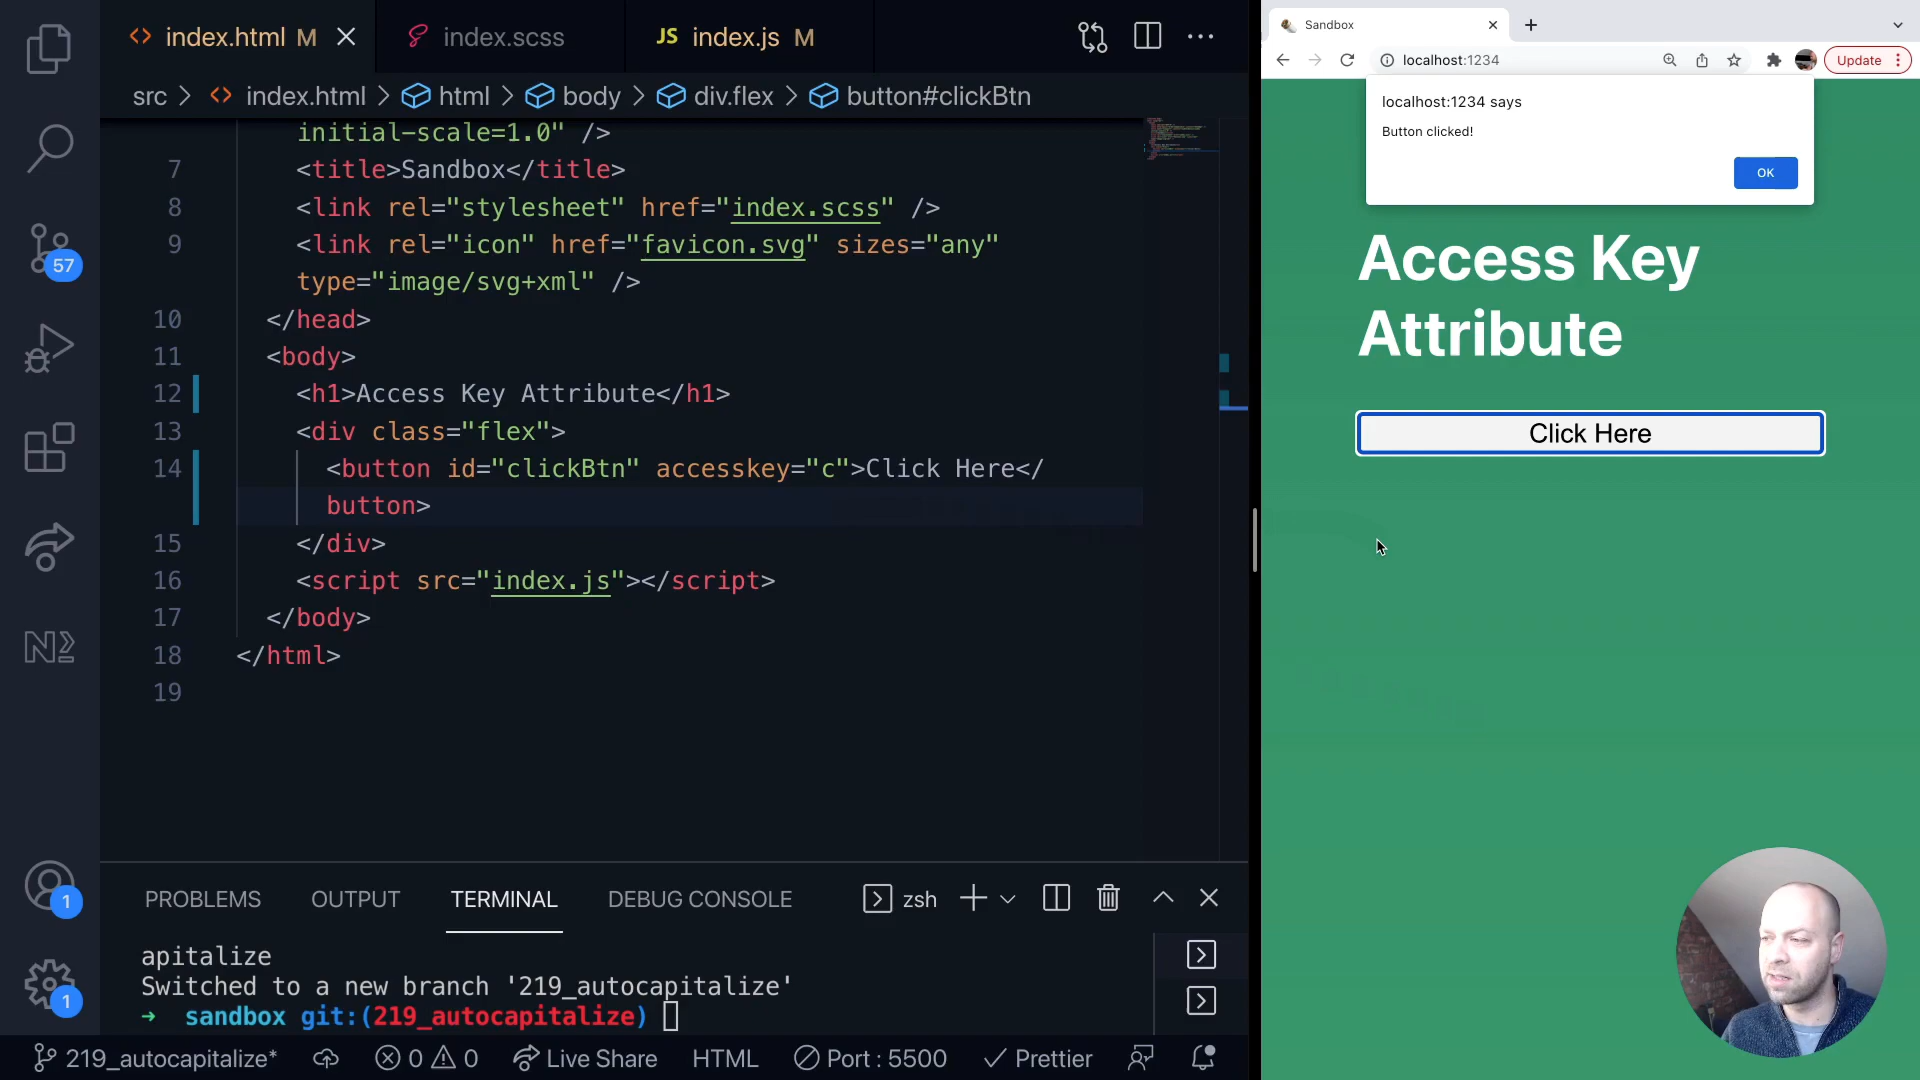 index.html M
index.scss
JS index.js M
src > index.html > html > body > div.flex > button#clickBtn
initial-scale=1.0" />
7 <title>Sandbox</title>
8 <link rel="stylesheet" href="index.scss" />
9 <link rel="icon" href="favicon.svg" sizes="any"
type="image/svg+xml" />
10 </head>
11 <body>
12 <h1>Access Key Attribute</h1>
13 <div class="flex">
14 <button id="clickBtn" accesskey="c">Click Here</
button>
15 </div>
16 <script src="index.js"></script>
17 </body>
18 </html>
19
57
1
1
PROBLEMS OUTPUT TERMINAL DEBUG CONSOLE
zsh
apitalize
Switched to a new branch '219_autocapitalize'
→ sandbox git:(219_autocapitalize)
219_autocapitalize* 0 0 Live Share HTML Port : 5500 Prettier
Sandbox
localhost:1234
Update
localhost:1234 says
Button clicked!
OK
Access Key
Attribute
Click Here